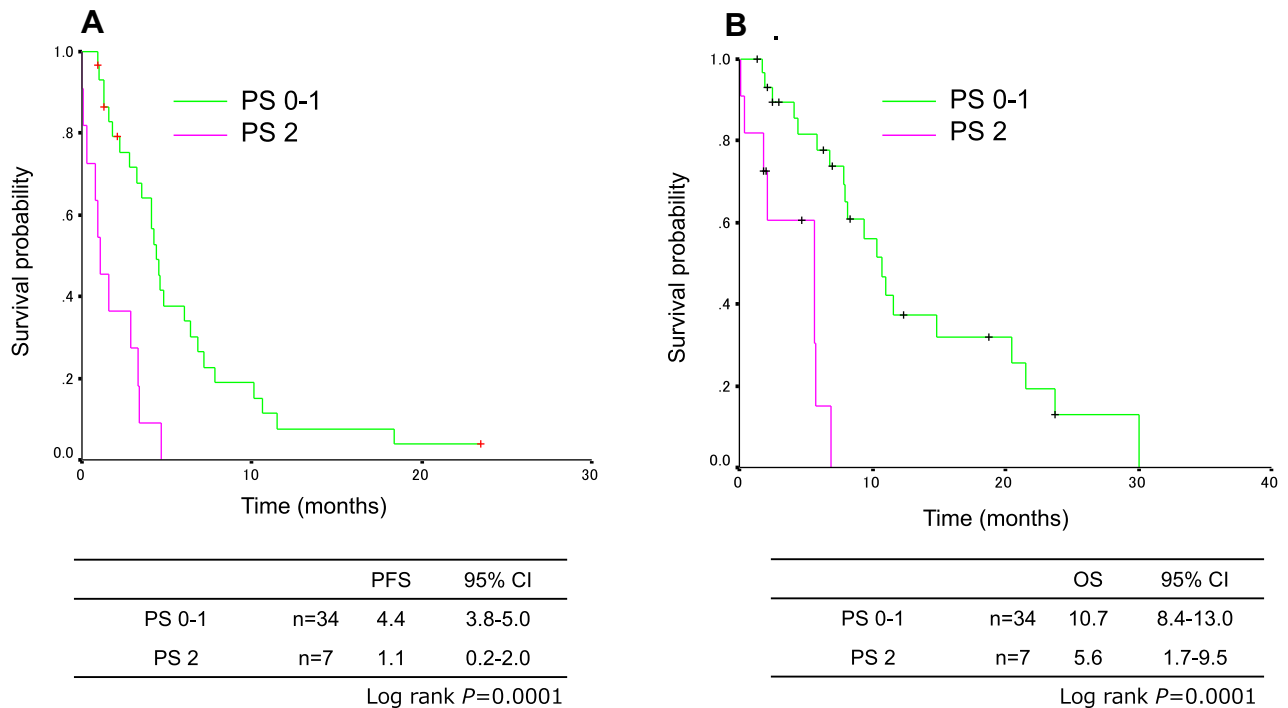 A
1.0
.8
.6
.4
.2
0.0
0
10
20
30
Survival probability
Time (months)
PS 0-1
PS 2
PFS 95% CI
PS 0-1 n=34 4.4 3.8-5.0
PS 2 n=7 1.1 0.2-2.0
Log rank P=0.0001
B
1.0
.8
.6
.4
.2
0.0
0
10
20
30
40
Survival probability
Time (months)
PS 0-1
PS 2
OS 95% CI
PS 0-1 n=34 10.7 8.4-13.0
PS 2 n=7 5.6 1.7-9.5
Log rank P=0.0001